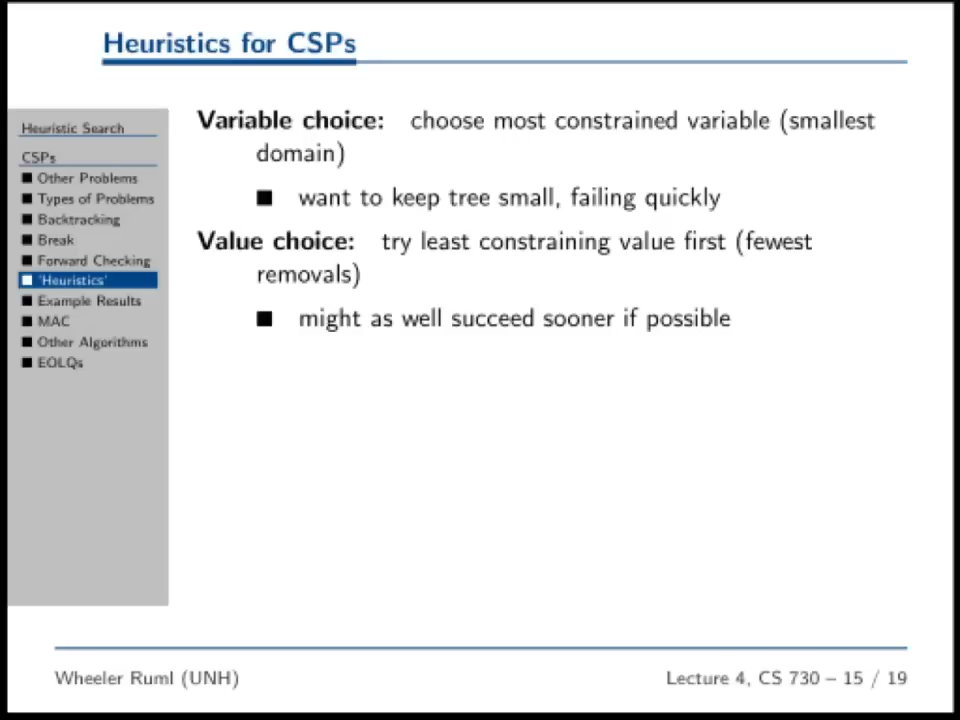 Heuristics for CSPs
Heuristic Search
CSPs
■ Other Problems
■ Types of Problems
■ Backtracking
■ Break
■ Forward Checking
■ ‘Heuristics’
■ Example Results
■ MAC
■ Other Algorithms
■ EOLQs
Variable choice: choose most constrained variable (smallest
domain)
■ want to keep tree small, failing quickly
Value choice: try least constraining value first (fewest
removals)
■ might as well succeed sooner if possible
Wheeler Ruml (UNH)
Lecture 4, CS 730 – 15 / 19